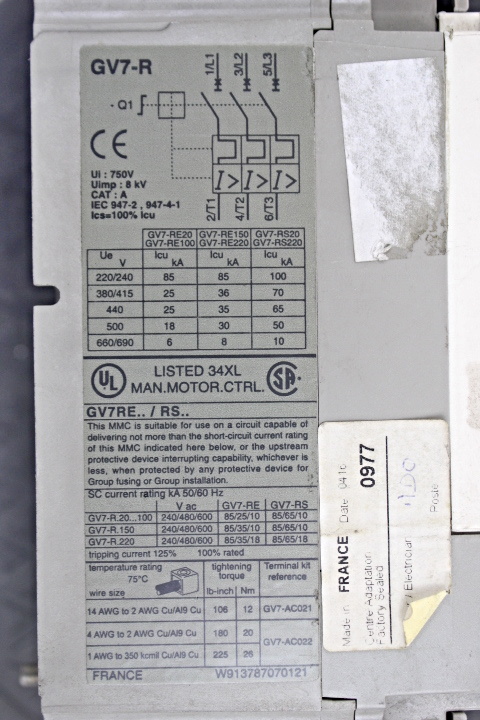 GV7-R
1/L1
3/L2
5/L3
- Q1
I>
I>
I>
2/T1
4/T2
6/T3
CE
Ui : 750V
Uimp : 8 kV
CAT : A
IEC 947-2 , 947-4-1
Ics=100% Icu
GV7-RE20 GV7-RE150 GV7-RS20
GV7-RE100 GV7-RE220 GV7-RS220
Ue V Icu kA Icu kA Icu kA
220/240 85 85 100
380/415 25 36 70
440 25 35 65
500 18 30 50
660/690 6 8 10
UL LISTED 34XL SA
MAN.MOTOR.CTRL.
GV7RE.. / RS..
This MMC is suitable for use on a circuit capable of
delivering not more than the short-circuit current rating
of this MMC indicated here below, or the upstream
protective device interrupting capability, whichever is
less, when protected by any protective device for
Group fusing or Group installation.
SC current rating kA 50/60 Hz
V ac GV7-RE GV7-RS
GV7-R.20...100 240/480/600 85/25/10 85/65/10
GV7-R.150 240/480/600 85/35/10 85/65/10
GV7-R.220 240/480/600 85/35/18 85/65/18
tripping current 125% 100% rated
temperature rating 75°C tightening torque Terminal kit reference
wire size lb-inch Nm
14 AWG to 2 AWG Cu/Al9 Cu 106 12 GV7-AC021
4 AWG to 2 AWG Cu/Al9 Cu 180 20 GV7-AC022
1 AWG to 350 kcmil Cu/Al9 Cu 225 26
FRANCE W913787070121
Made in FRANCE Date 0416 0977
Centre Adaptation
Factory Sealed
Electrician
Poste